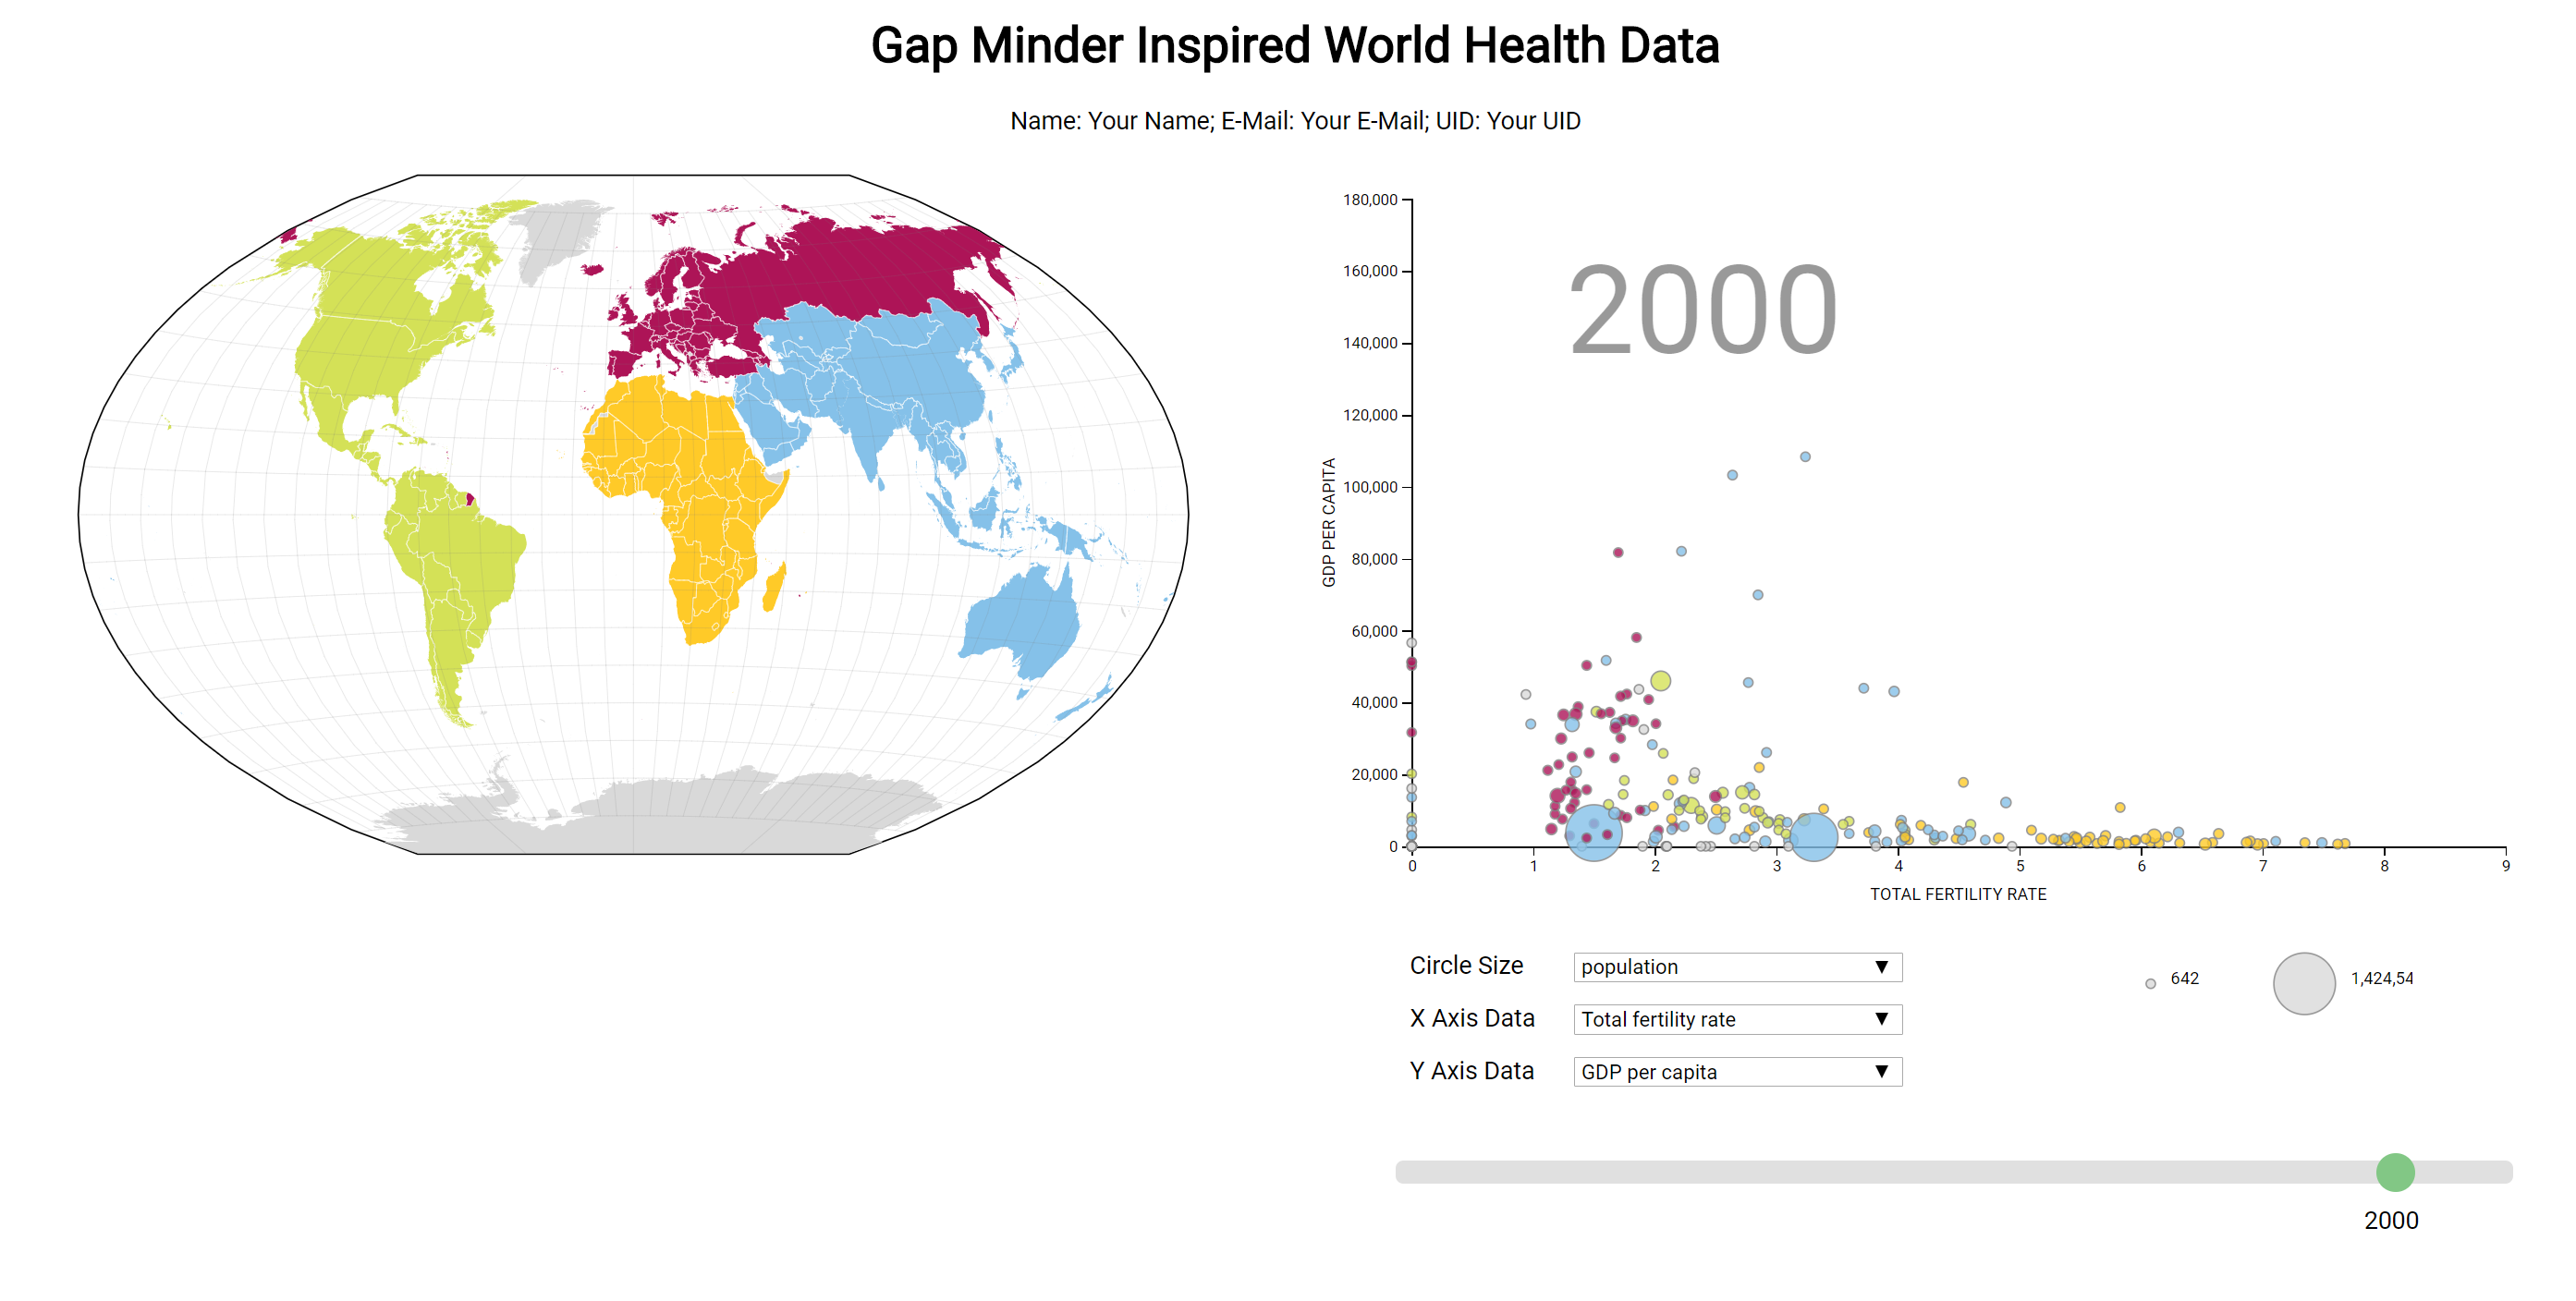 Gap Minder Inspired World Health Data
Name: Your Name; E-Mail: Your E-Mail; UID: Your UID
180,000
160,000
140,000
120,000
100,000
80,000
60,000
40,000
20,000
0
GDP PER CAPITA
2000
0 1 2 3 4 5 6 7 8 9
TOTAL FERTILITY RATE
Circle Size population ▼
642 1,424,54
X Axis Data Total fertility rate ▼
Y Axis Data GDP per capita ▼
2000